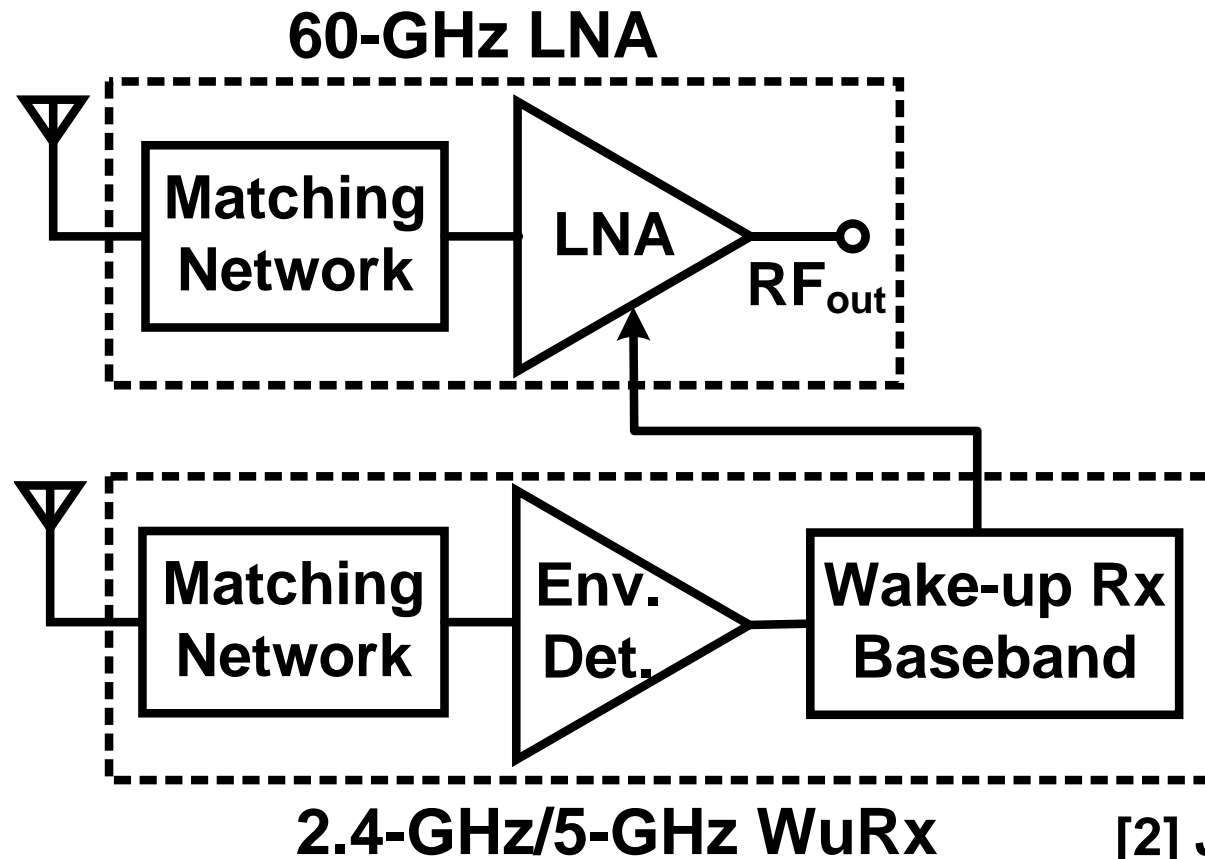 60-GHz LNA
Matching
Network
LNA
RFout
Matching
Network
Env.
Det.
Wake-up Rx
Baseband
2.4-GHz/5-GHz WuRx
[2] J